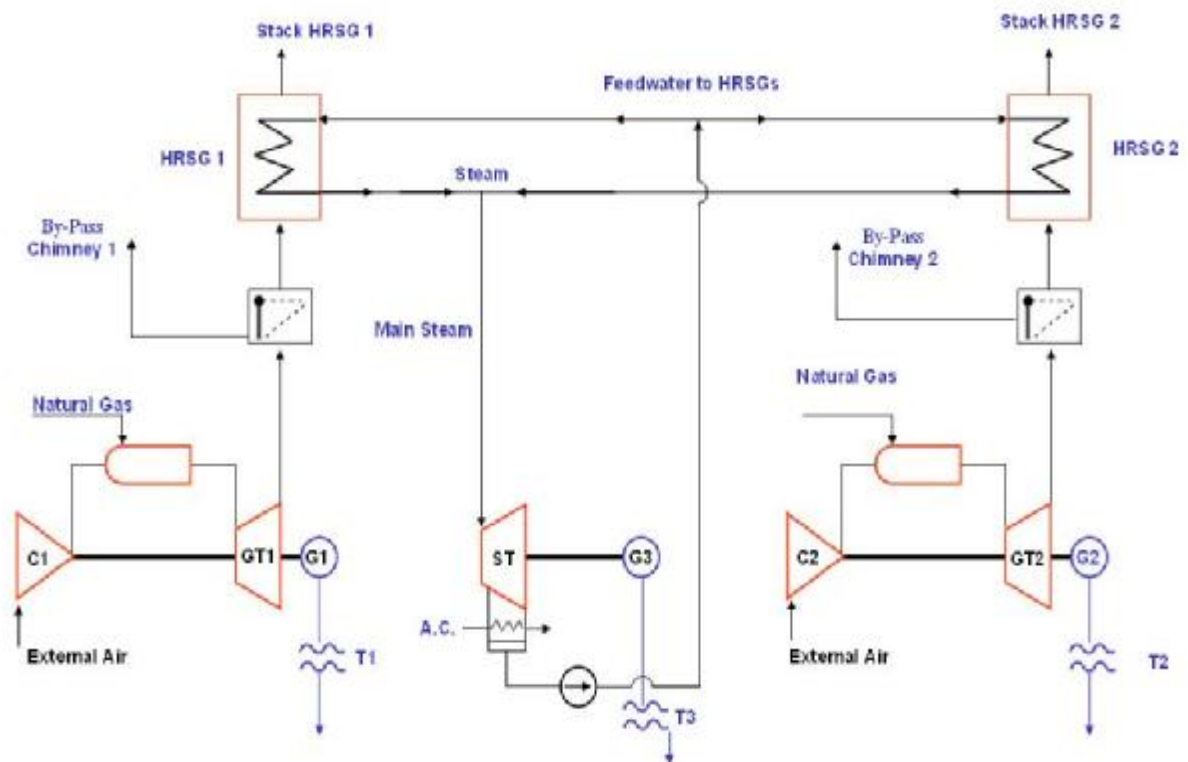 Stack HRSG 1
Stack HRSG 2
Feedwater to HRSGs
HRSG 1
HRSG 2
Steam
By-Pass
Chimney 1
By-Pass
Chimney 2
Main Steam
Natural Gas
Natural Gas
C1
GT1
G1
ST
G3
C2
GT2
G2
A.C.
External Air
T1
External Air
T2
T3